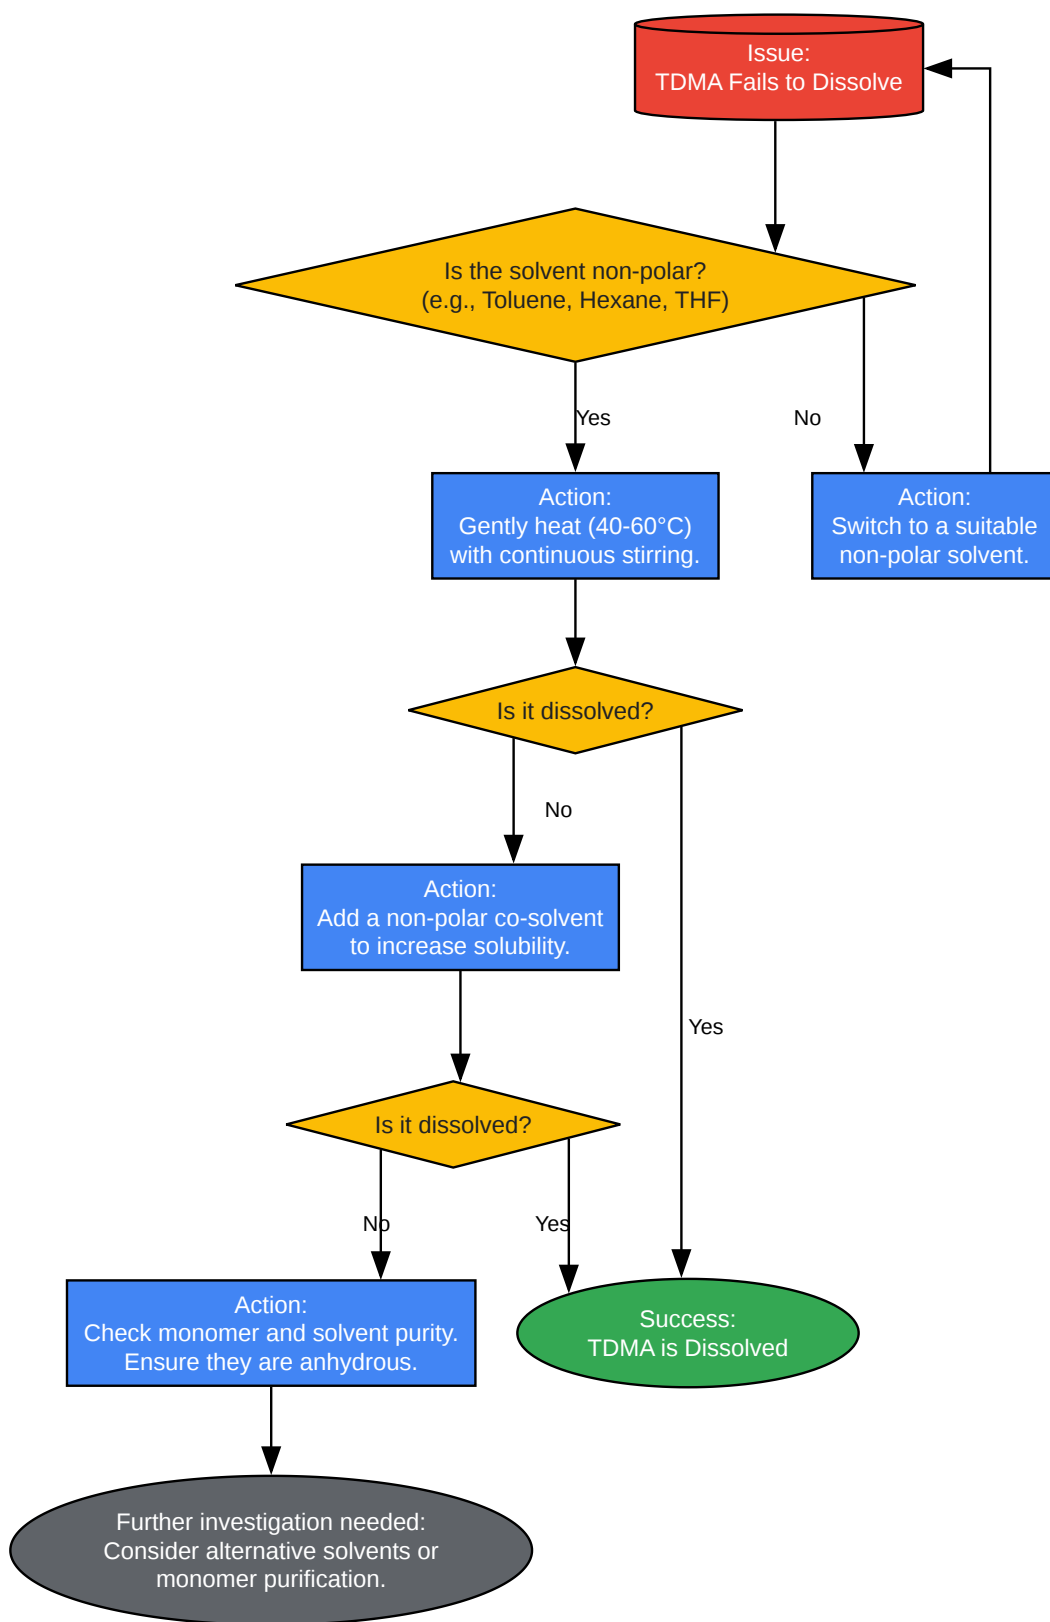 Issue:
TDMA Fails to Dissolve
Is the solvent non-polar?
(e.g., Toluene, Hexane, THF)
Yes
No
Action:
Gently heat (40-60°C)
with continuous stirring.
Action:
Switch to a suitable
non-polar solvent.
Is it dissolved?
No
Action:
Add a non-polar co-solvent
to increase solubility.
Yes
Is it dissolved?
No
Yes
Action:
Check monomer and solvent purity.
Ensure they are anhydrous.
Success:
TDMA is Dissolved
Further investigation needed:
Consider alternative solvents or
monomer purification.